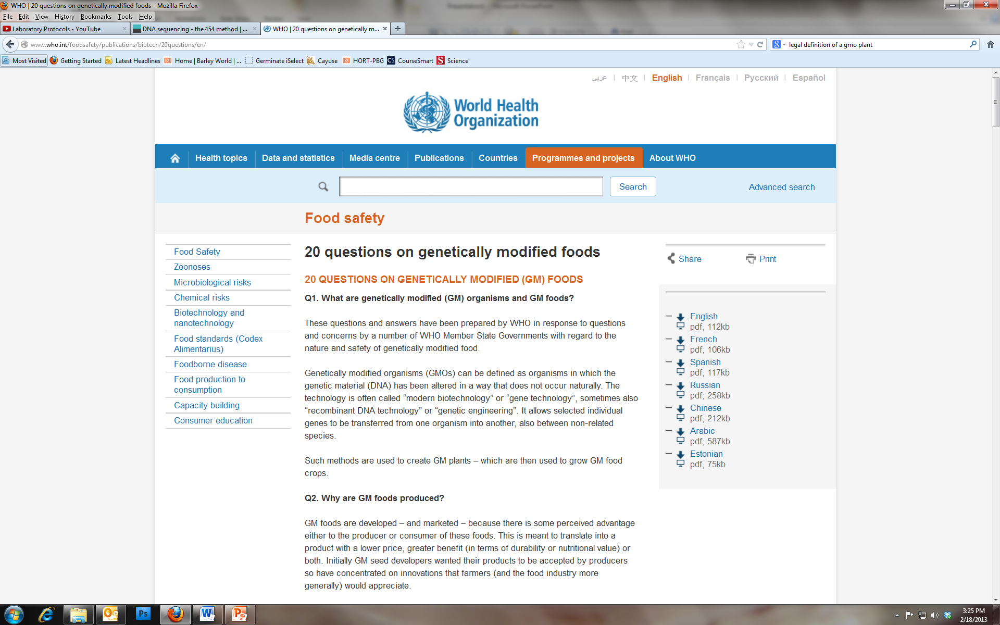 WHO | 20 questions on genetically modified foods - Mozilla Firefox
File Edit View History Bookmarks Tools Help
Laboratory Protocols - YouTube
DNA sequencing - the 454 method | ...
WHO | 20 questions on genetically m...
www.who.int/foodsafety/publications/biotech/20questions/en/
legal definition of a gmo plant
Most Visited Getting Started Latest Headlines OSU Home | Barley World | ... Germinate iSelect Cayuse OSU HORT-PBG CS CourseSmart S Science
عربي | 中文 | English | Français | Русский | Español
World Health
Organization
Health topics Data and statistics Media centre Publications Countries Programmes and projects About WHO
Search Advanced search
Food safety
Food Safety
Zoonoses
Microbiological risks
Chemical risks
Biotechnology and
nanotechnology
Food standards (Codex
Alimentarius)
Foodborne disease
Food production to
consumption
Capacity building
Consumer education
20 questions on genetically modified foods
20 QUESTIONS ON GENETICALLY MODIFIED (GM) FOODS
Q1. What are genetically modified (GM) organisms and GM foods?
These questions and answers have been prepared by WHO in response to questions
and concerns by a number of WHO Member State Governments with regard to the
nature and safety of genetically modified food.
Genetically modified organisms (GMOs) can be defined as organisms in which the
genetic material (DNA) has been altered in a way that does not occur naturally. The
technology is often called “modern biotechnology” or “gene technology”, sometimes also
“recombinant DNA technology” or “genetic engineering”. It allows selected individual
genes to be transferred from one organism into another, also between non-related
species.
Such methods are used to create GM plants – which are then used to grow GM food
crops.
Q2. Why are GM foods produced?
GM foods are developed – and marketed – because there is some perceived advantage
either to the producer or consumer of these foods. This is meant to translate into a
product with a lower price, greater benefit (in terms of durability or nutritional value) or
both. Initially GM seed developers wanted their products to be accepted by producers
so have concentrated on innovations that farmers (and the food industry more
generally) would appreciate.
Share Print
English
pdf, 112kb
French
pdf, 106kb
Spanish
pdf, 117kb
Russian
pdf, 258kb
Chinese
pdf, 212kb
Arabic
pdf, 587kb
Estonian
pdf, 75kb
Ps
3:25 PM
2/18/2013